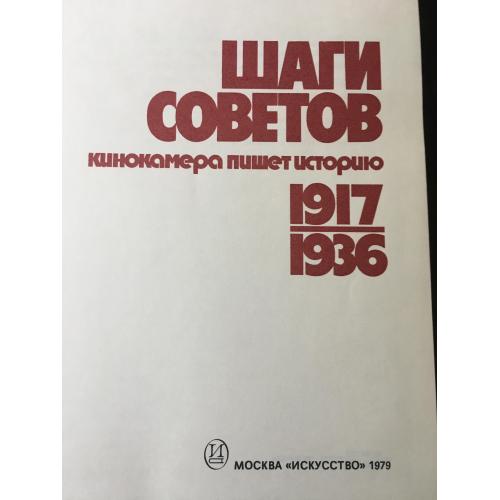 ШАГИ
СОВЕТОВ
кинокамера пишет историю
1917
1936
И
МОСКВА «ИСКУССТВО» 1979